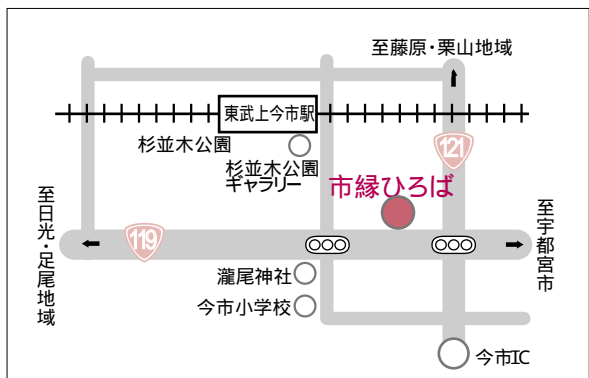 至藤原・栗山地域
東武上今市駅
杉並木公園
121
杉並木公園
ギャラリー
市縁ひろば
至日光・足尾地域
至宇都宮市
119
瀧尾神社
今市小学校
今市IC